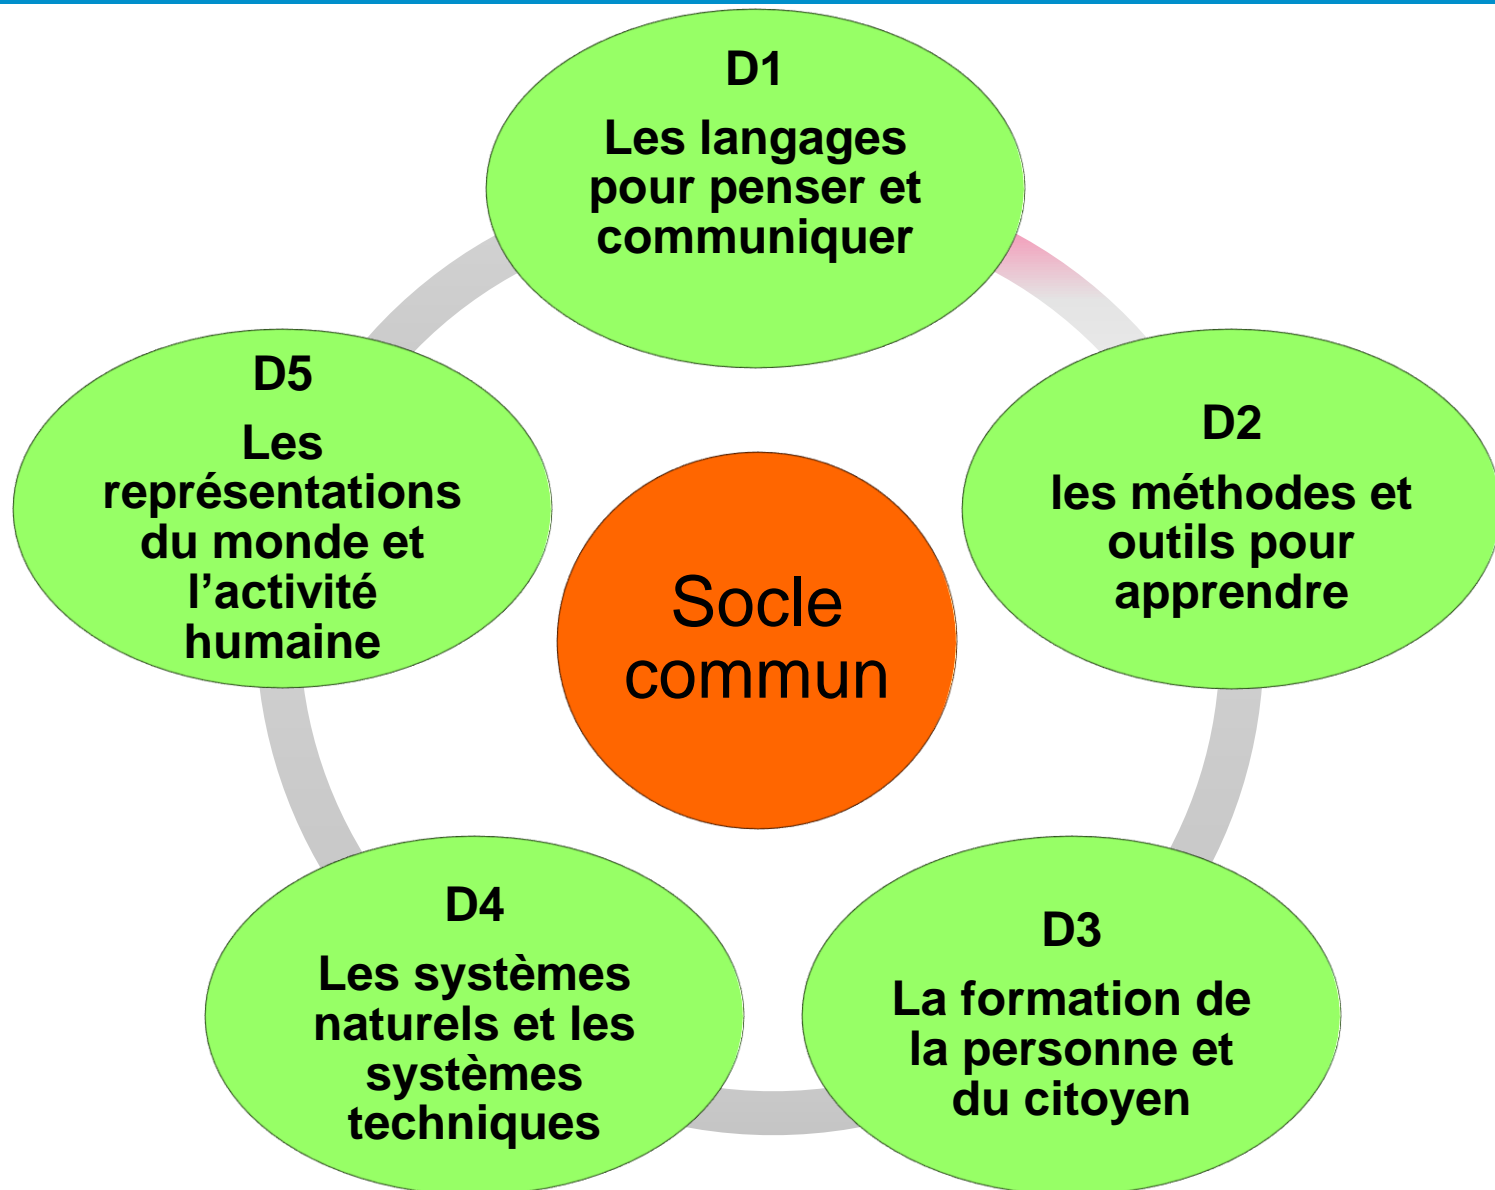 D1
Les langages
pour penser et
communiquer
D2
les méthodes et
outils pour
apprendre
D3
La formation de
la personne et
du citoyen
D4
Les systèmes
naturels et les
systèmes
techniques
D5
Les
représentations
du monde et
l’activité
humaine
Socle
commun